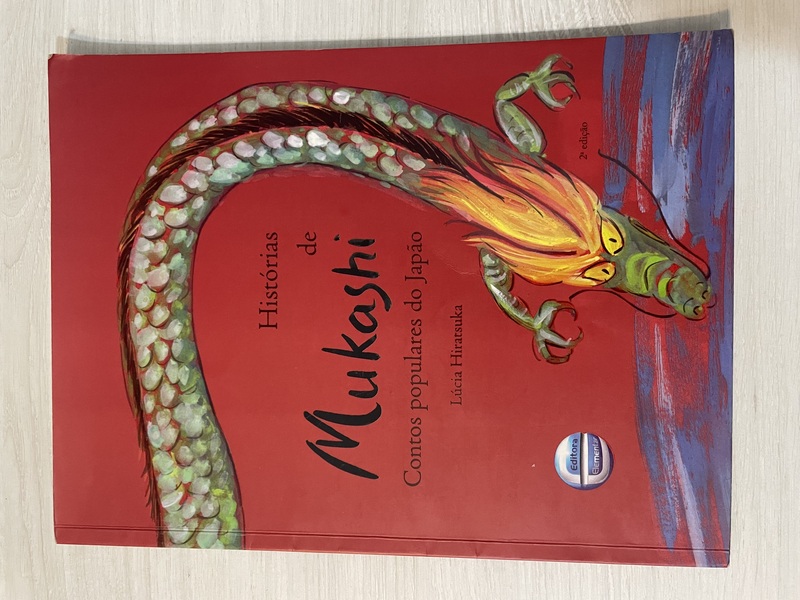 Histórias
de
Mukashi
Contos populares do Japão
Lúcia Hiratsuka
2ª edição
Editora
Elementar